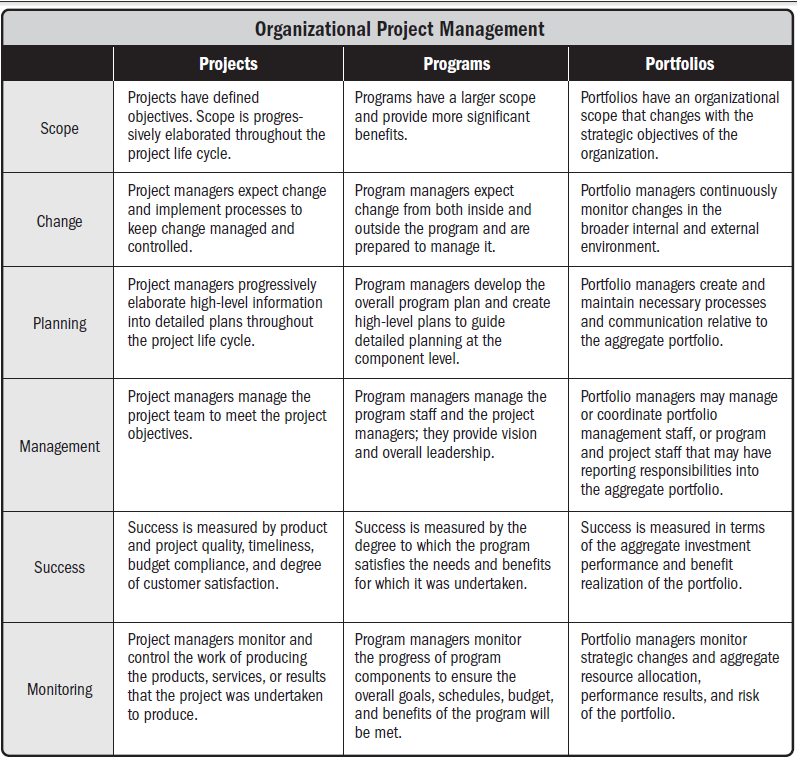 Organizational Project Management
Projects
Programs
Portfolios
Scope
Projects have defined
objectives. Scope is progres-
sively elaborated throughout the
project life cycle.
Programs have a larger scope
and provide more significant
benefits.
Portfolios have an organizational
scope that changes with the
strategic objectives of the
organization.
Change
Project managers expect change
and implement processes to
keep change managed and
controlled.
Program managers expect
change from both inside and
outside the program and are
prepared to manage it.
Portfolio managers continuously
monitor changes in the
broader internal and external
environment.
Planning
Project managers progressively
elaborate high-level information
into detailed plans throughout
the project life cycle.
Program managers develop the
overall program plan and create
high-level plans to guide
detailed planning at the
component level.
Portfolio managers create and
maintain necessary processes
and communication relative to
the aggregate portfolio.
Management
Project managers manage the
project team to meet the project
objectives.
Program managers manage the
program staff and the project
managers; they provide vision
and overall leadership.
Portfolio managers may manage
or coordinate portfolio
management staff, or program
and project staff that may have
reporting responsibilities into
the aggregate portfolio.
Success
Success is measured by product
and project quality, timeliness,
budget compliance, and degree
of customer satisfaction.
Success is measured by the
degree to which the program
satisfies the needs and benefits
for which it was undertaken.
Success is measured in terms
of the aggregate investment
performance and benefit
realization of the portfolio.
Monitoring
Project managers monitor and
control the work of producing
the products, services, or results
that the project was undertaken
to produce.
Program managers monitor
the progress of program
components to ensure the
overall goals, schedules, budget,
and benefits of the program will
be met.
Portfolio managers monitor
strategic changes and aggregate
resource allocation,
performance results, and risk
of the portfolio.